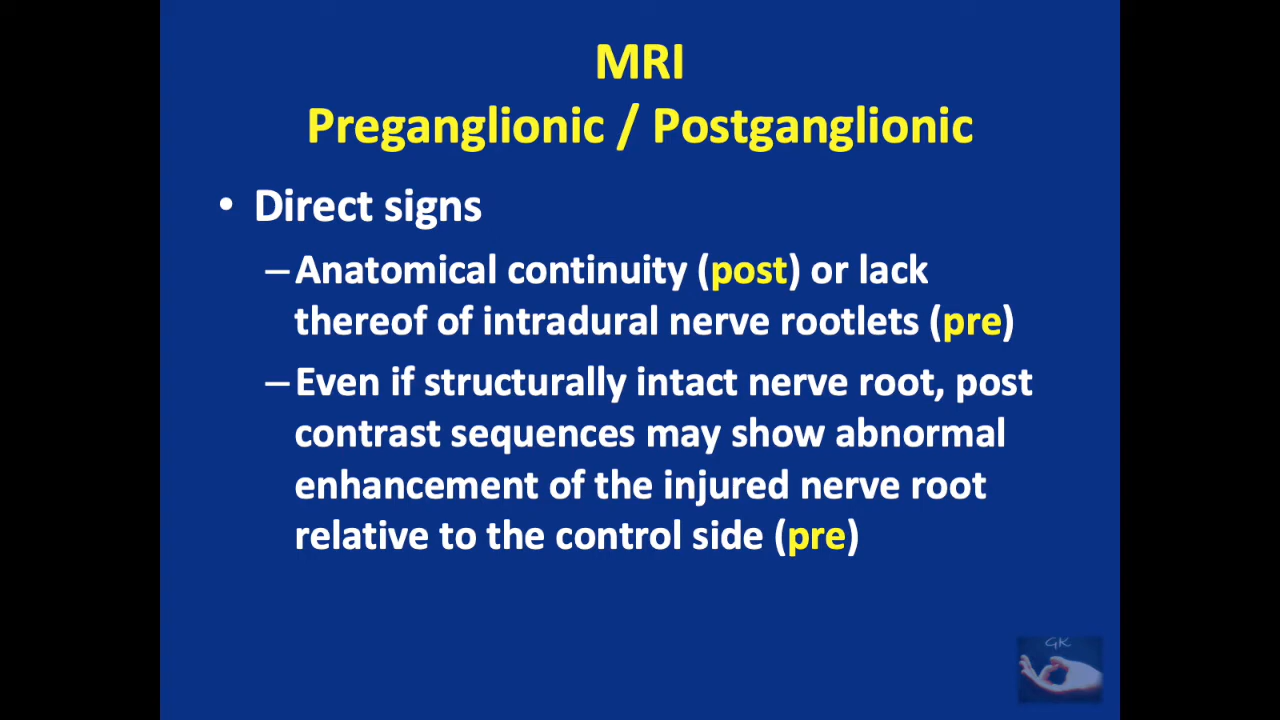 MRI
Preganglionic / Postganglionic
• Direct signs
–Anatomical continuity (post) or lack
thereof of intradural nerve rootlets (pre)
–Even if structurally intact nerve root, post
contrast sequences may show abnormal
enhancement of the injured nerve root
relative to the control side (pre)
GK